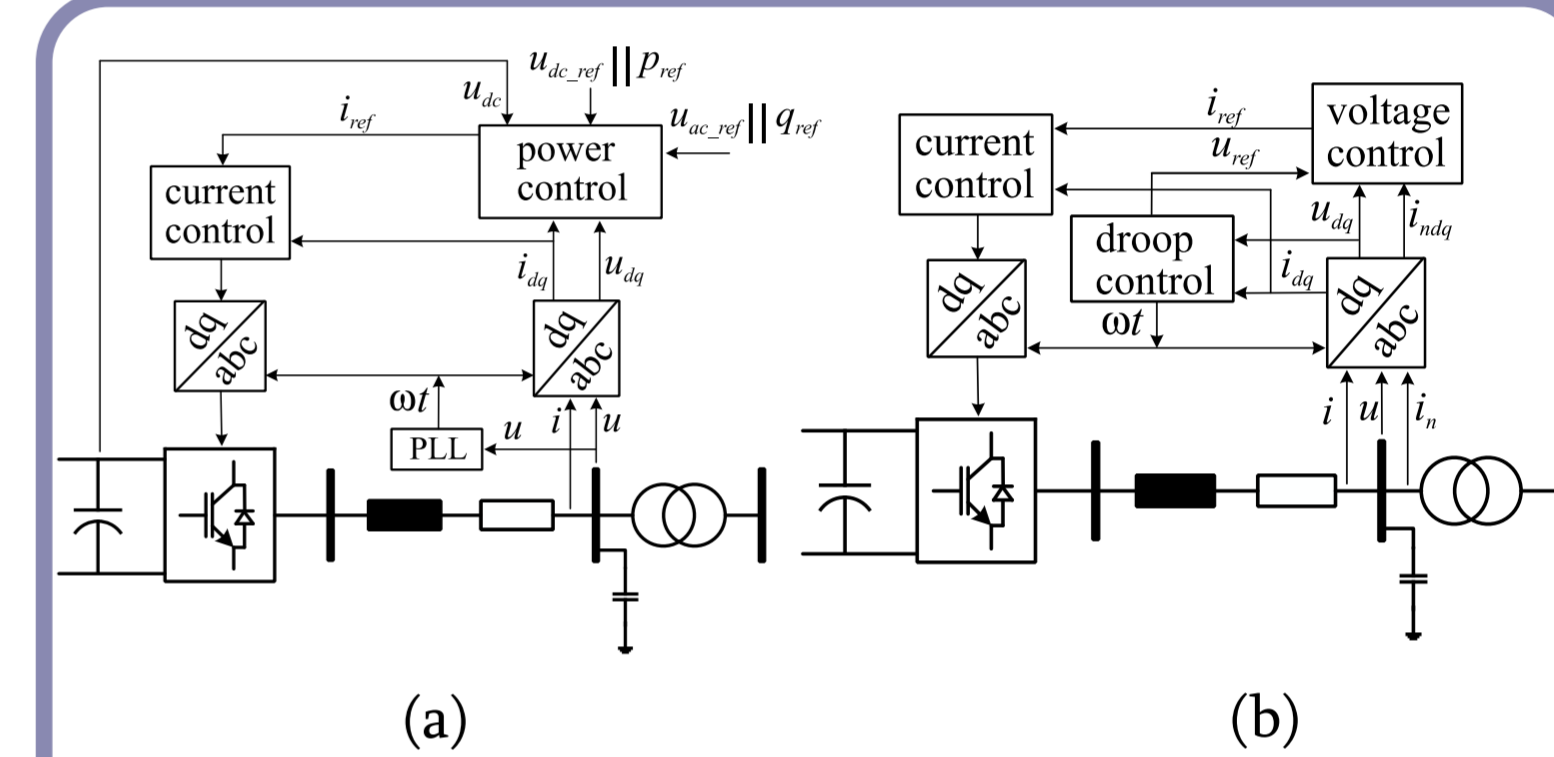 u_dc_ref || p_ref
u_dc
i_ref
u_ac_ref || q_ref
power
control
current
control
i_dq
u_dq
dq
abc
dq
abc
ωt
PLL
u
i
u
(a)
i_ref
voltage
control
current
control
u_ref
u_dq
i_ndq
droop
control
i_dq
dq
abc
dq
abc
ωt
i
u
i_n
(b)